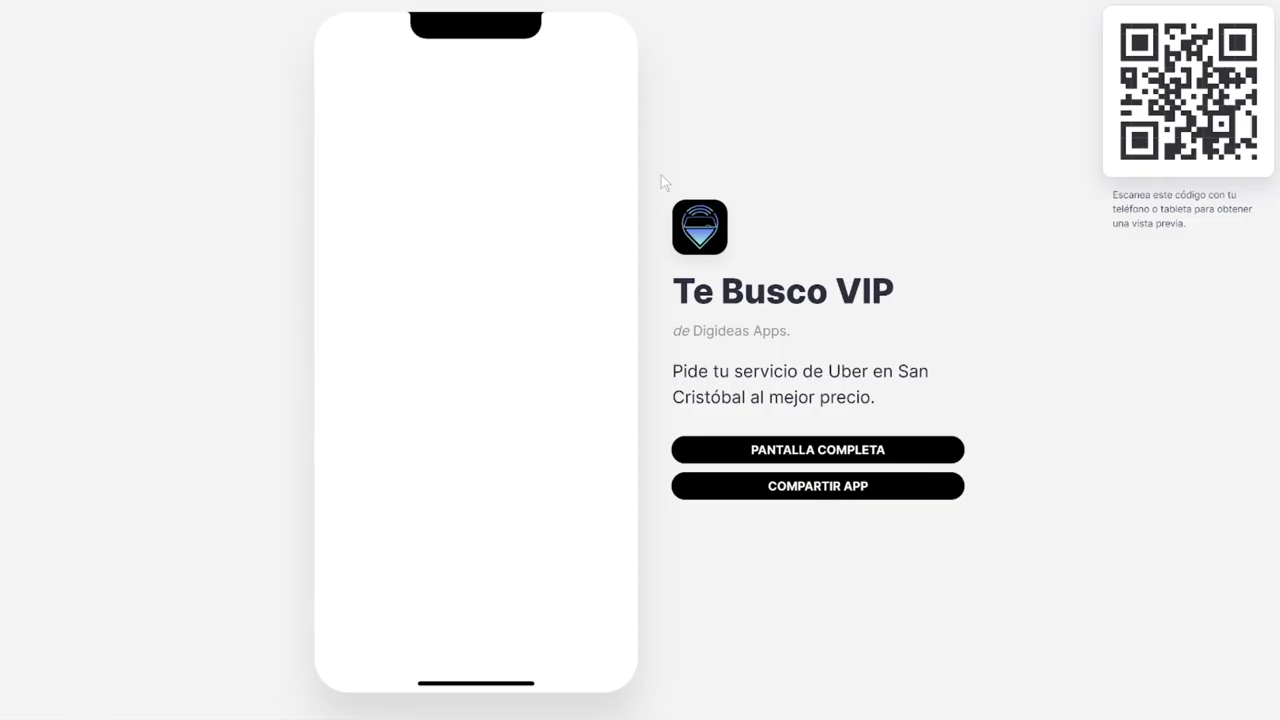 Escanea este código con tu
teléfono o tableta para obtener
una vista previa.
Te Busco VIP
de Digideas Apps.
Pide tu servicio de Uber en San
Cristóbal al mejor precio.
PANTALLA COMPLETA
COMPARTIR APP